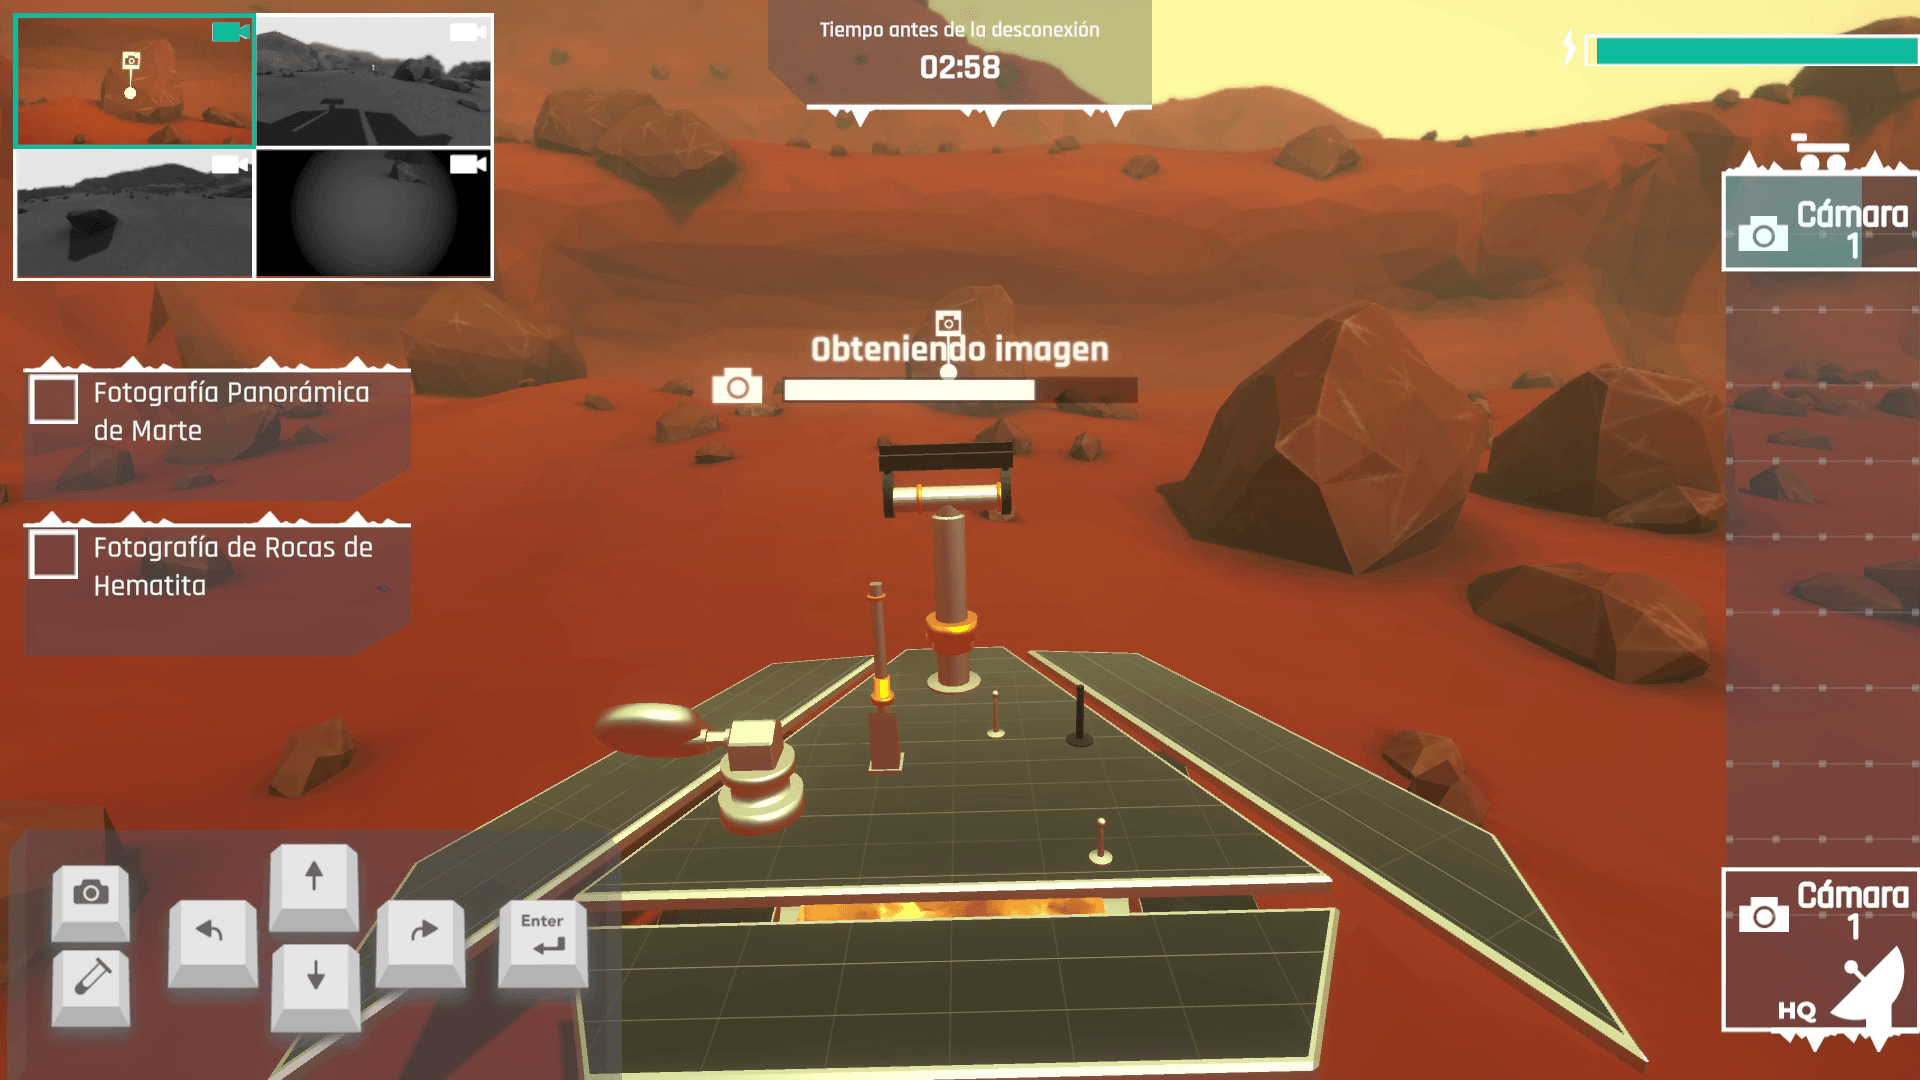 Tiempo antes de la desconexión
02:58
Cámara
1
Obteniendo imagen
Fotografía Panorámica
de Marte
Fotografía de Rocas de
Hematita
Enter
Cámara
1
HQ